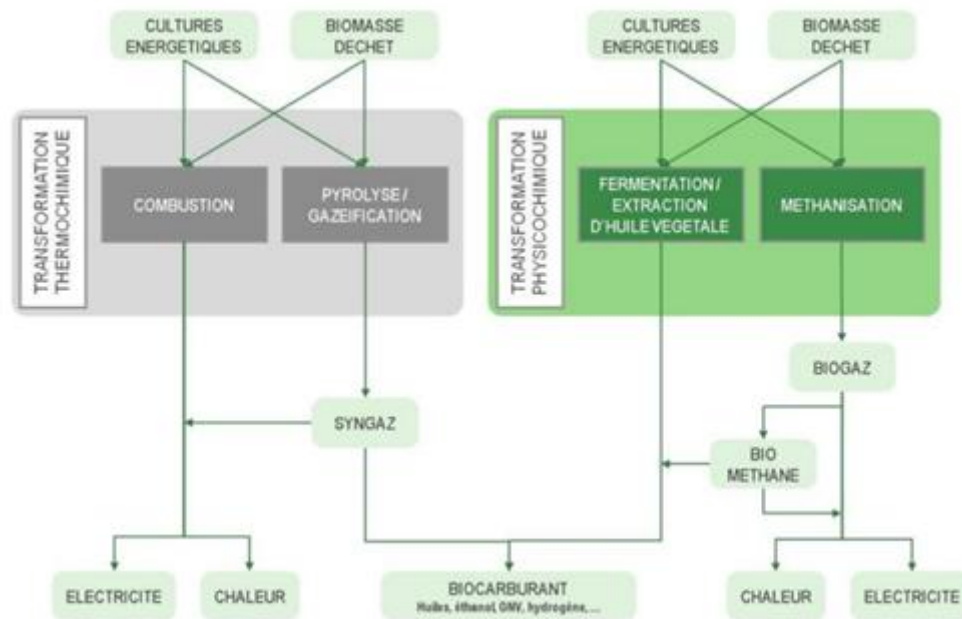 CULTURES
ENERGETIQUES
BIOMASSE
DECHET
CULTURES
ENERGETIQUES
BIOMASSE
DECHET
TRANSFORMATION
THERMOCHIMIQUE
COMBUSTION
PYROLYSE /
GAZEIFICATION
TRANSFORMATION
PHYSICOCHIMIQUE
FERMENTATION /
EXTRACTION
D'HUILE VEGETALE
METHANISATION
BIOGAZ
SYNGAZ
BIO
METHANE
ELECTRICITE
CHALEUR
BIOCARBURANT
Huiles, éthanol, GNV, hydrogène, ...
CHALEUR
ELECTRICITE